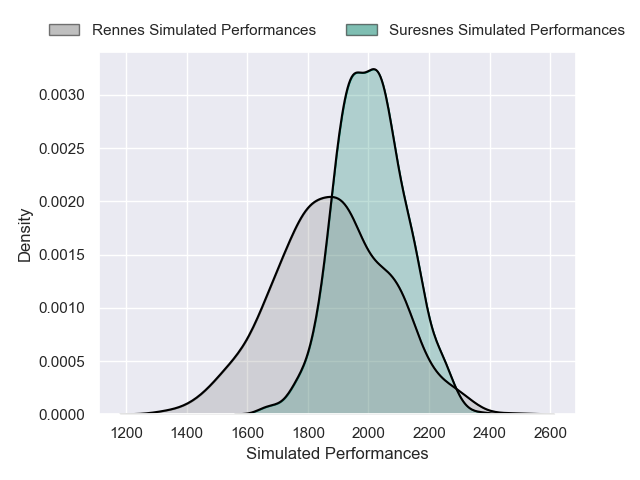 Rennes Simulated Performances
Suresnes Simulated Performances
0.0030
0.0025
0.0020
0.0015
0.0010
0.0005
0.0000
Density
1200 1400 1600 1800 2000 2200 2400 2600
Simulated Performances